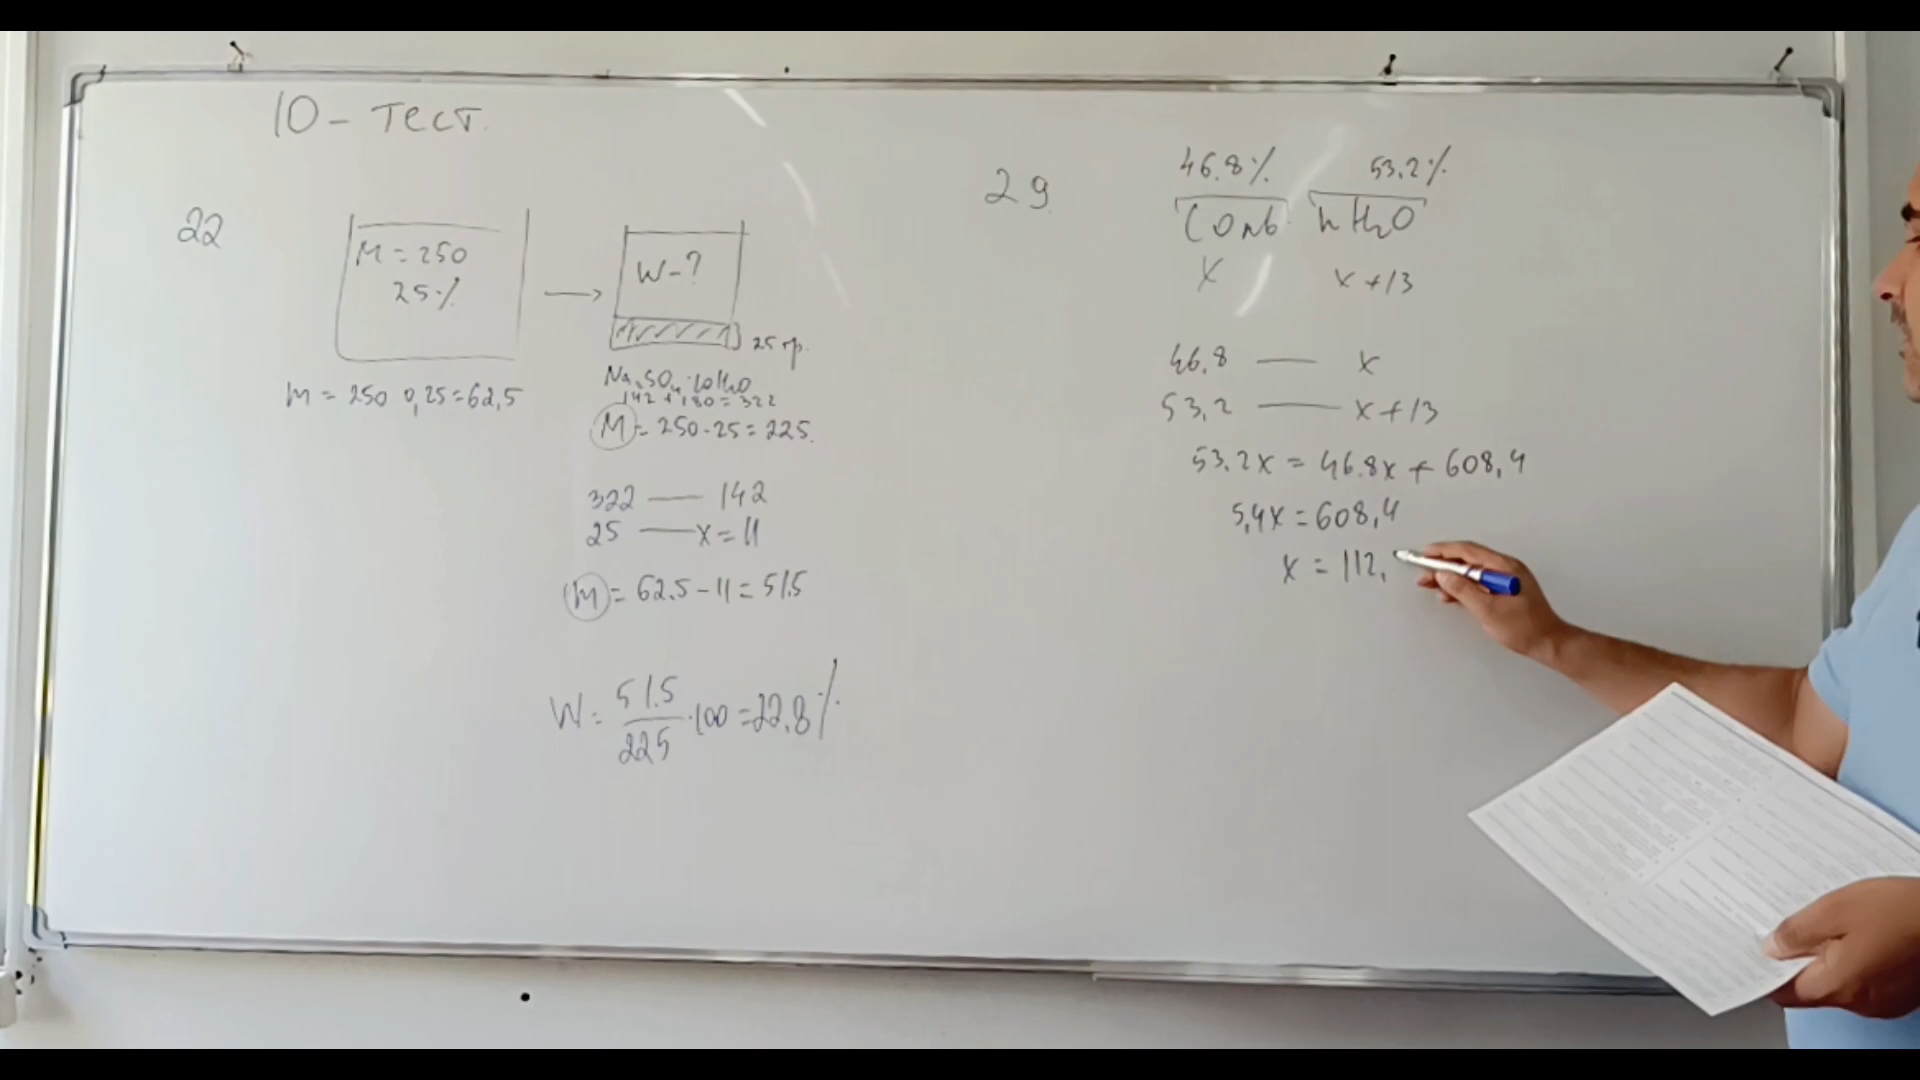 10 - тест.
22
M = 250
25%
m = 250 0,25 = 62,5
W - ?
25 гр.
Na2SO4·10H2O
142 + 180 = 322
M = 250 - 25 = 225.
322 — 142
25 — x = 11
m = 62.5 - 11 = 51.5
W = 51.5/225 · 100 = 22.8%
29.
46.8% 53.2%
nH2O
x x + 13
46,8 — x
53,2 — x + 13
53.2x = 46.8x + 608,4
5,4x = 608,4
x = 112,